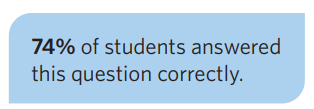 74% of students answered
this question correctly.